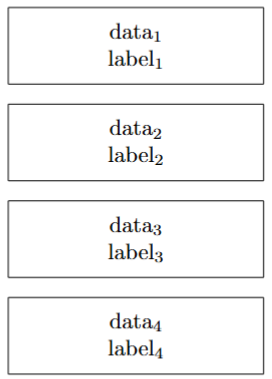 data₁
label₁
data₂
label₂
data₃
label₃
data₄
label₄